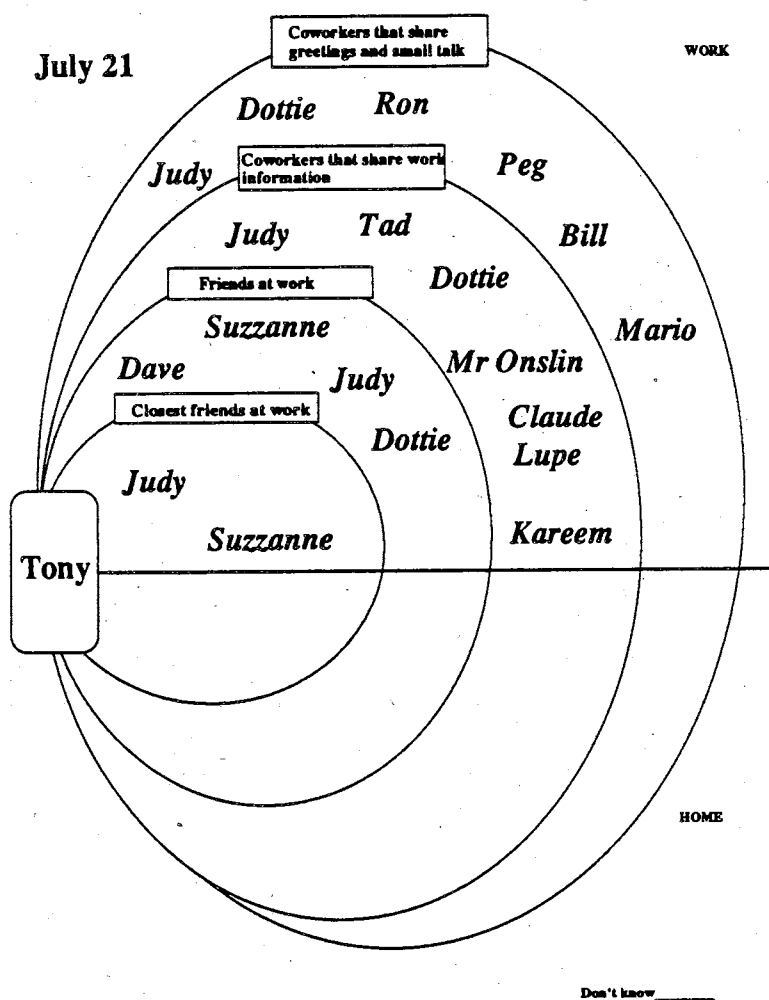 Coworkers that share
greetings and small talk
WORK
July 21
Dottie
Ron
Coworkers that share work
information
Peg
Judy
Judy
Tad
Bill
Dottie
Friends at work
Suzzanne
Mario
Dave
Judy
Mr Onslin
Closest friends at work
Claude
Dottie
Lupe
Judy
Suzzanne
Kareem
Tony
HOME
Don't know_______